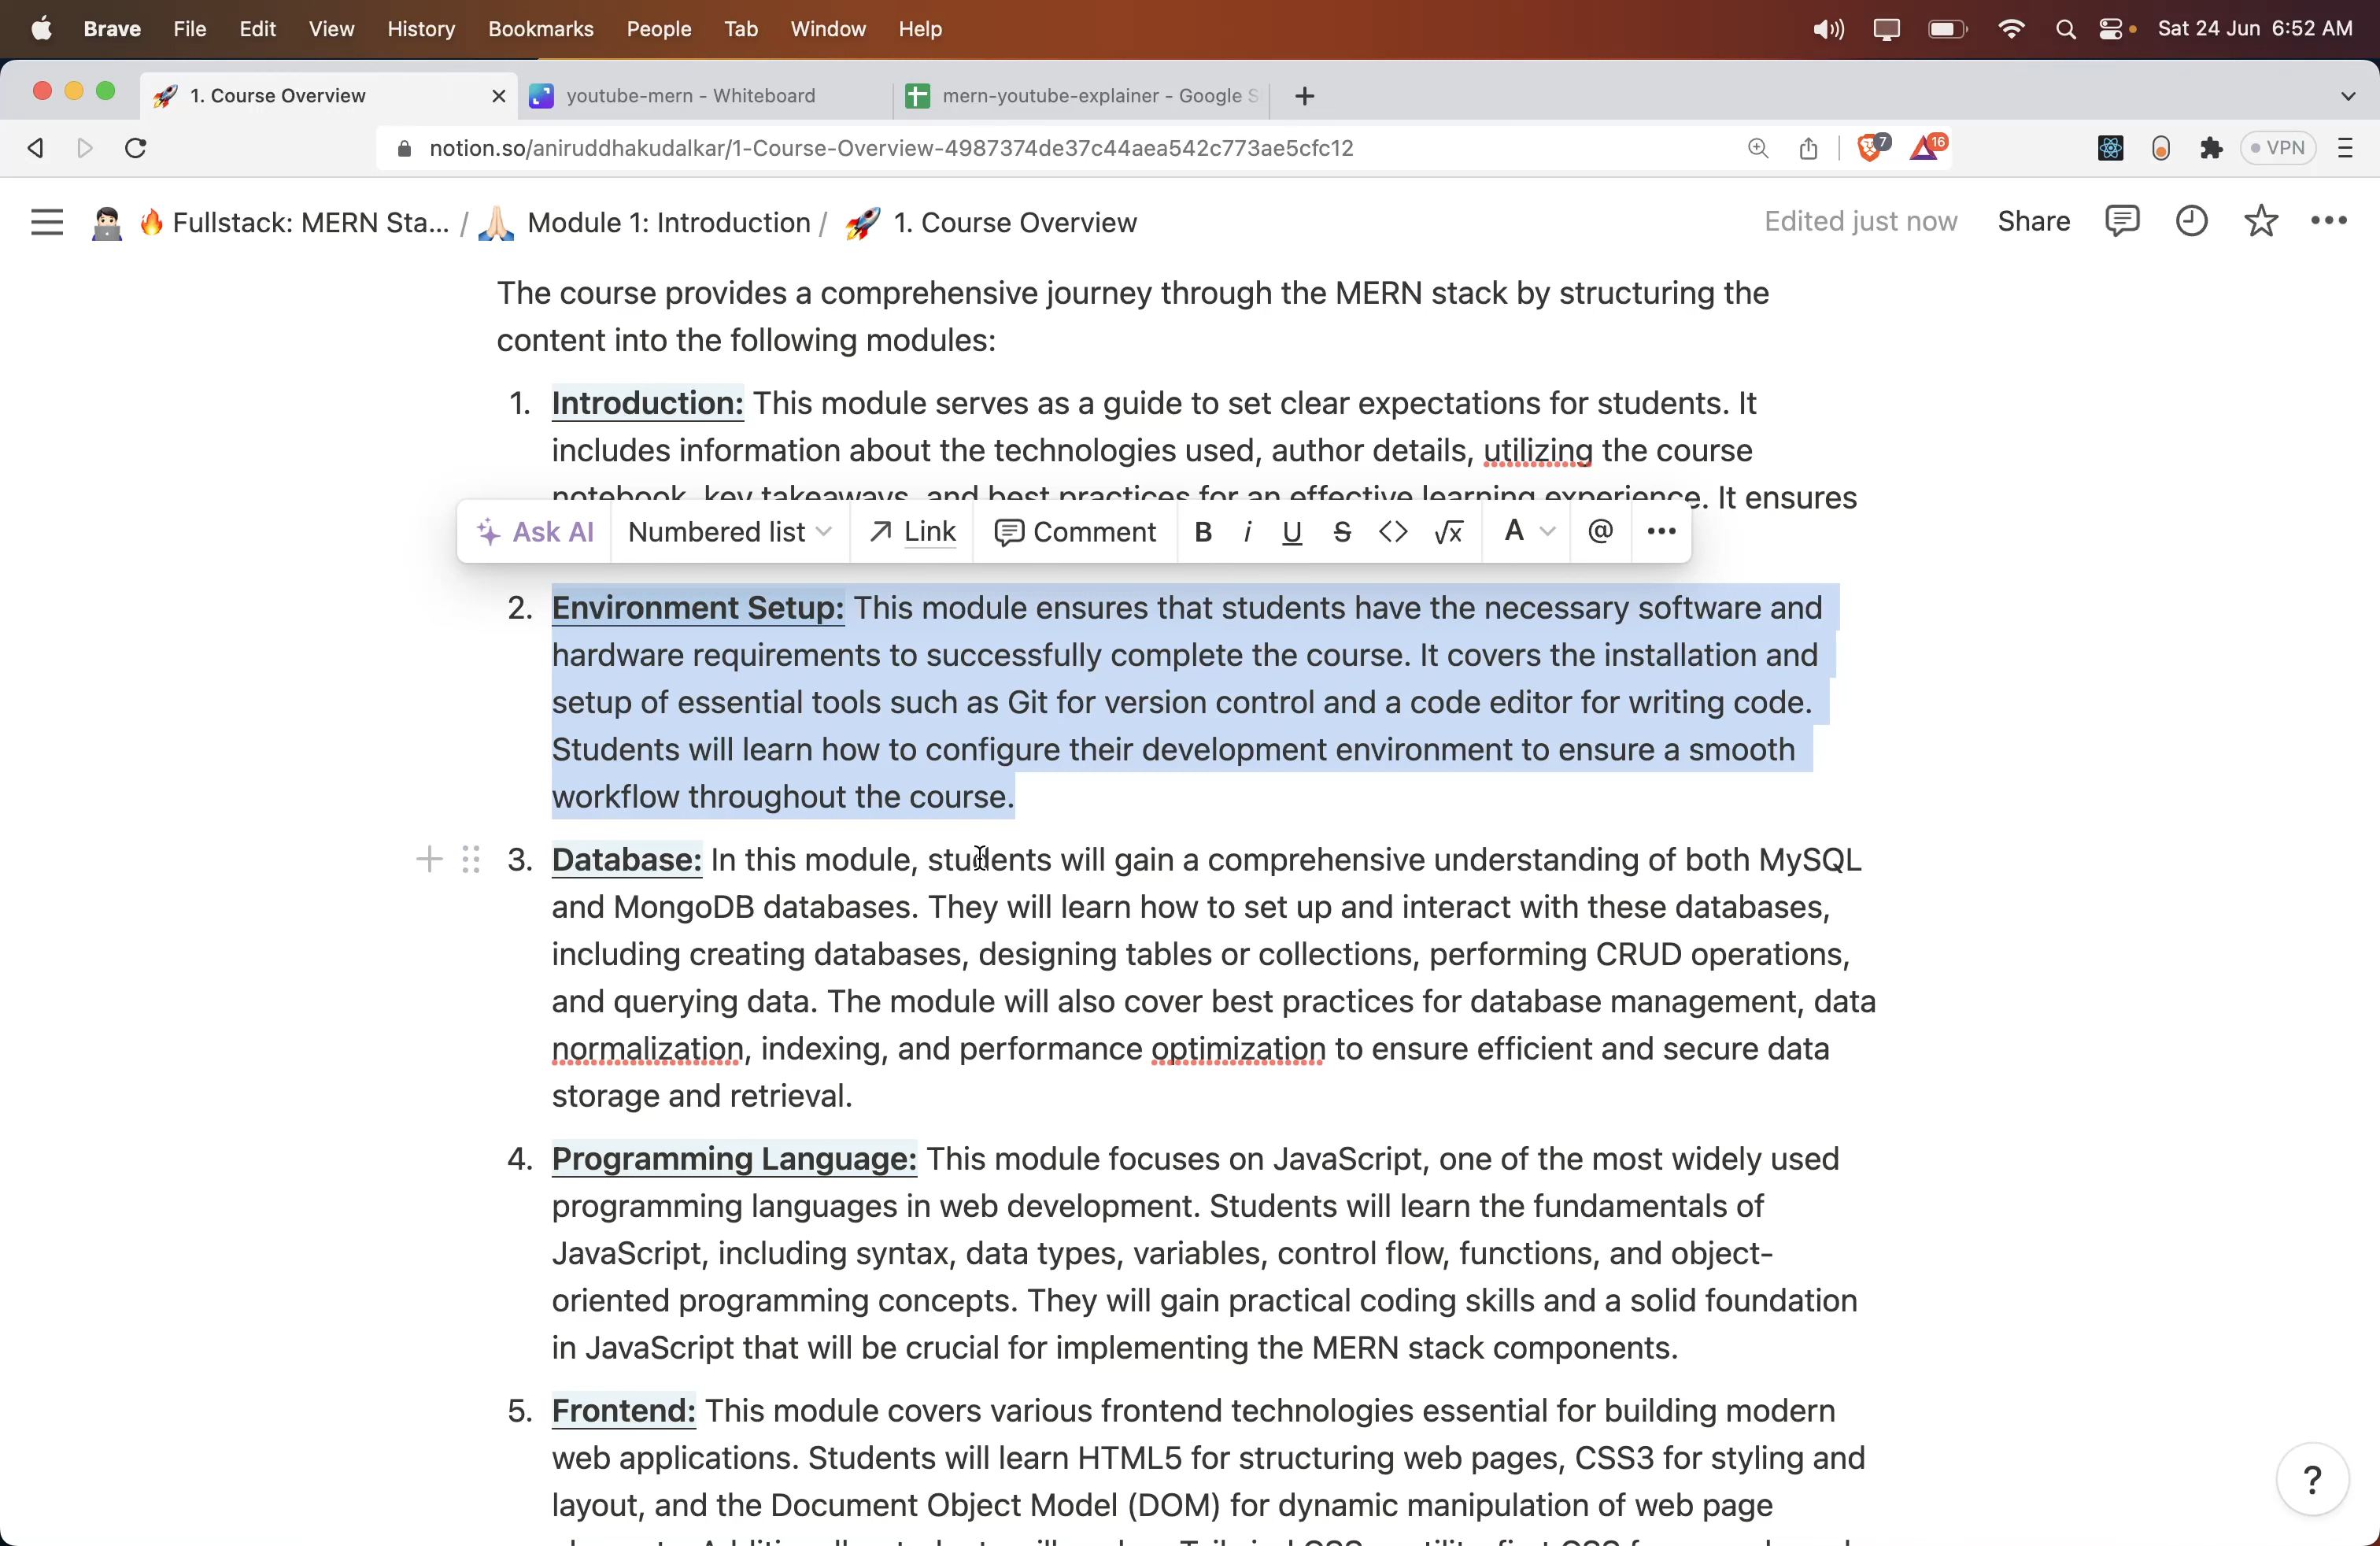 Brave File Edit View History Bookmarks People Tab Window Help Sat 24 Jun 6:52 AM
1. Course Overview youtube-mern - Whiteboard mern-youtube-explainer - Google S
notion.so/aniruddhakudalkar/1-Course-Overview-4987374de37c44aea542c773ae5cfc12 7 16 VPN
Fullstack: MERN Sta... / Module 1: Introduction / 1. Course Overview Edited just now Share
The course provides a comprehensive journey through the MERN stack by structuring the
content into the following modules:
1. Introduction: This module serves as a guide to set clear expectations for students. It
includes information about the technologies used, author details, utilizing the course
notebook, key takeaways, and best practices for an effective learning experience. It ensures
Ask AI Numbered list Link Comment B i U S <> √x A @ •••
2. Environment Setup: This module ensures that students have the necessary software and
hardware requirements to successfully complete the course. It covers the installation and
setup of essential tools such as Git for version control and a code editor for writing code.
Students will learn how to configure their development environment to ensure a smooth
workflow throughout the course.
3. Database: In this module, students will gain a comprehensive understanding of both MySQL
and MongoDB databases. They will learn how to set up and interact with these databases,
including creating databases, designing tables or collections, performing CRUD operations,
and querying data. The module will also cover best practices for database management, data
normalization, indexing, and performance optimization to ensure efficient and secure data
storage and retrieval.
4. Programming Language: This module focuses on JavaScript, one of the most widely used
programming languages in web development. Students will learn the fundamentals of
JavaScript, including syntax, data types, variables, control flow, functions, and object-
oriented programming concepts. They will gain practical coding skills and a solid foundation
in JavaScript that will be crucial for implementing the MERN stack components.
5. Frontend: This module covers various frontend technologies essential for building modern
web applications. Students will learn HTML5 for structuring web pages, CSS3 for styling and
layout, and the Document Object Model (DOM) for dynamic manipulation of web page
?